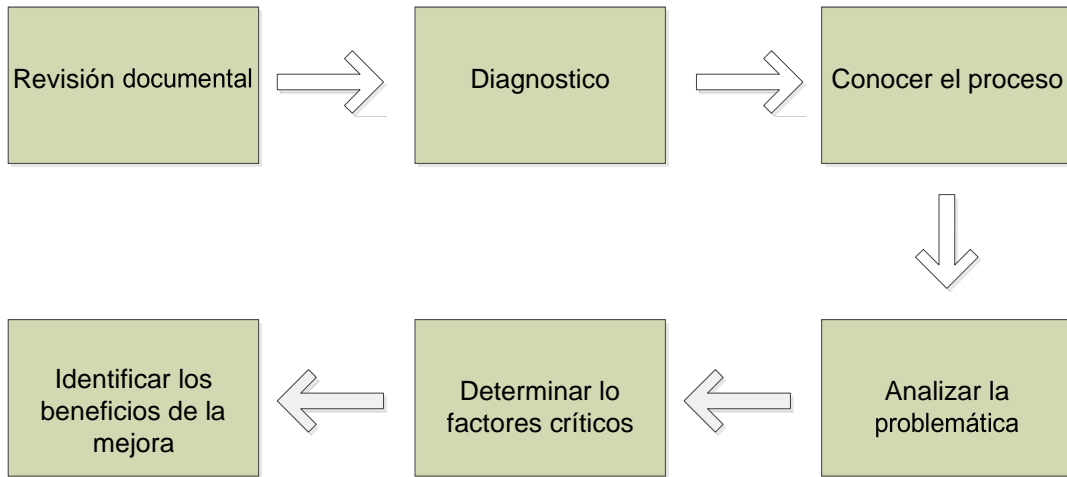 Revisión documental
Diagnostico
Conocer el proceso
Analizar la
problemática
Determinar lo
factores críticos
Identificar los
beneficios de la
mejora